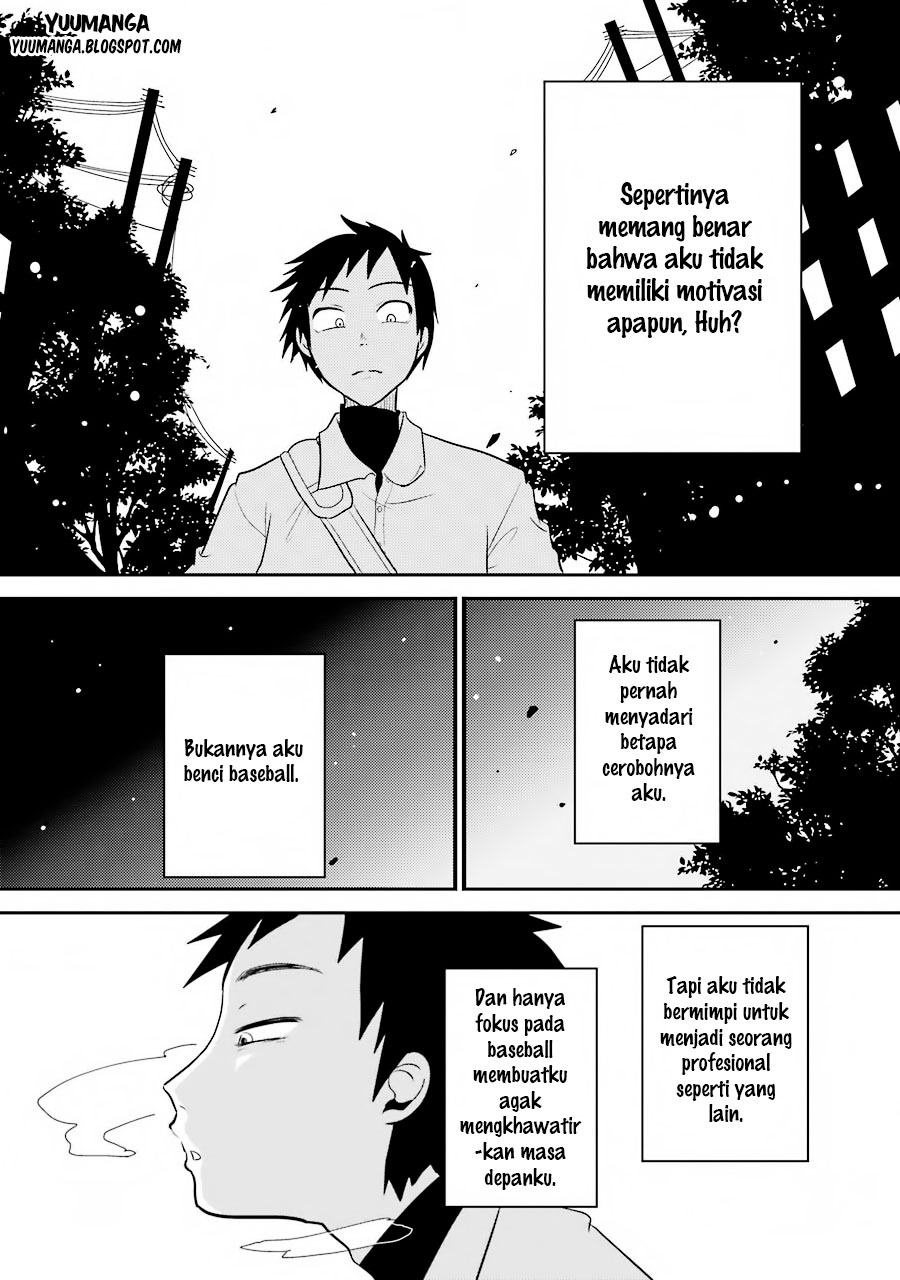 YUUMANGA
YUUMANGA.BLOGSPOT.COM
Sepertinya
memang benar
bahwa aku tidak
memiliki motivasi
apapun, Huh?
Aku tidak
pernah
menyadari
betapa
cerobohnya
aku.
Bukannya aku
benci baseball.
Tapi aku tidak
bermimpi untuk
menjadi seorang
profesional
seperti yang
lain.
Dan hanya
fokus pada
baseball
membuatku
agak
mengkhawatir
-kan masa
depanku.